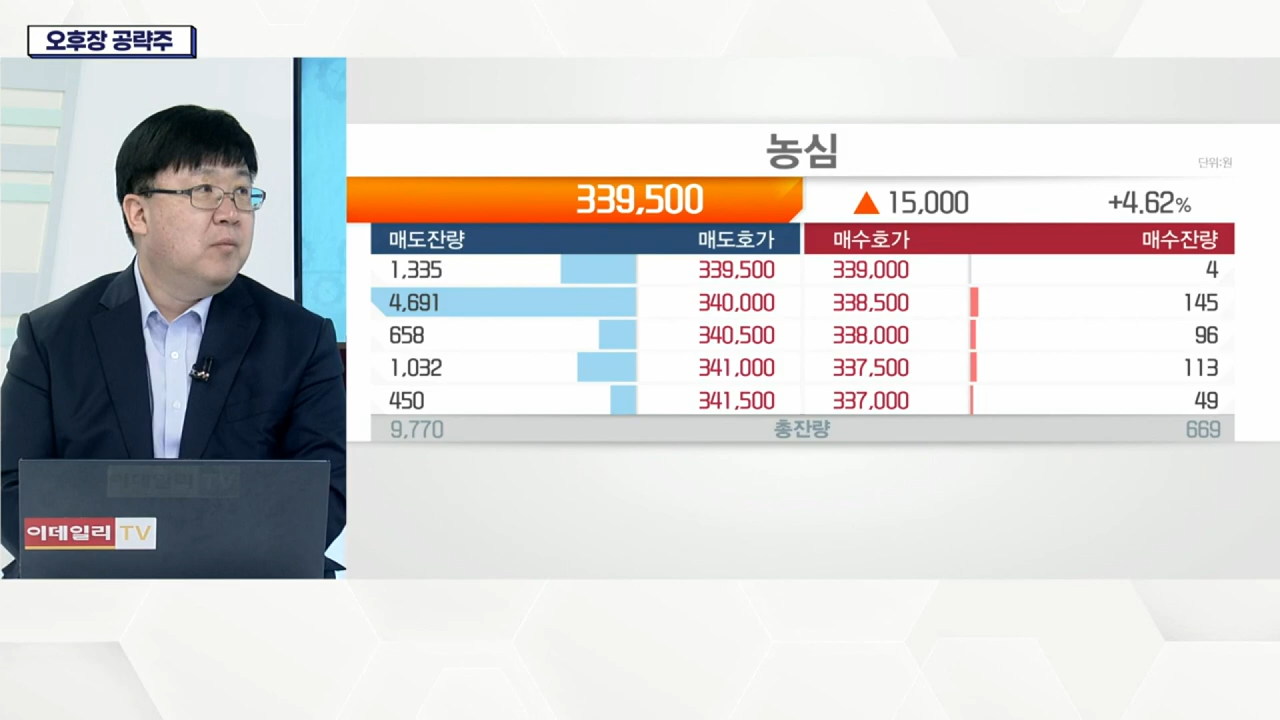 오후장 공략주
농심
단위:원
339,500 ▲ 15,000 +4.62%
매도잔량 매도호가 매수호가 매수잔량
1,335 339,500 339,000 4
4,691 340,000 338,500 145
658 340,500 338,000 96
1,032 341,000 337,500 113
450 341,500 337,000 49
9,770 총잔량 669
이데일리 TV